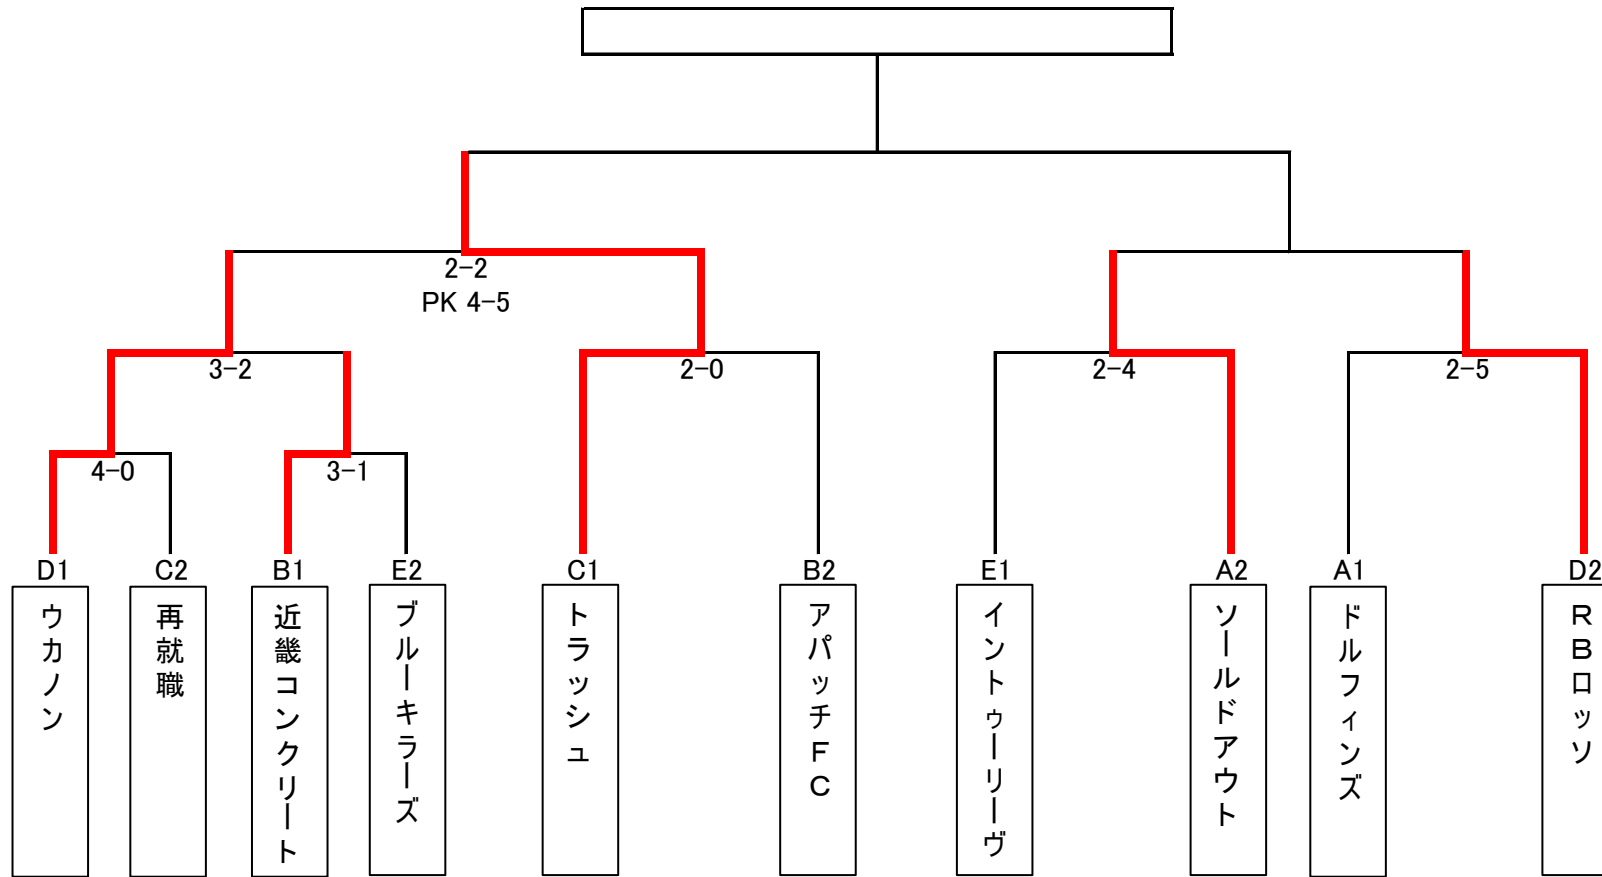 2-2
PK 4-5
3-2
2-0
2-4
2-5
4-0
3-1
D1
C2
B1
E2
C1
B2
E1
A2
A1
D2
ウカノン
再就職
近畿コンクリート
ブルーキラーズ
トラッシュ
アパッチFC
イントゥーリーヴ
ソールドアウト
ドルフィンズ
RBロッソ